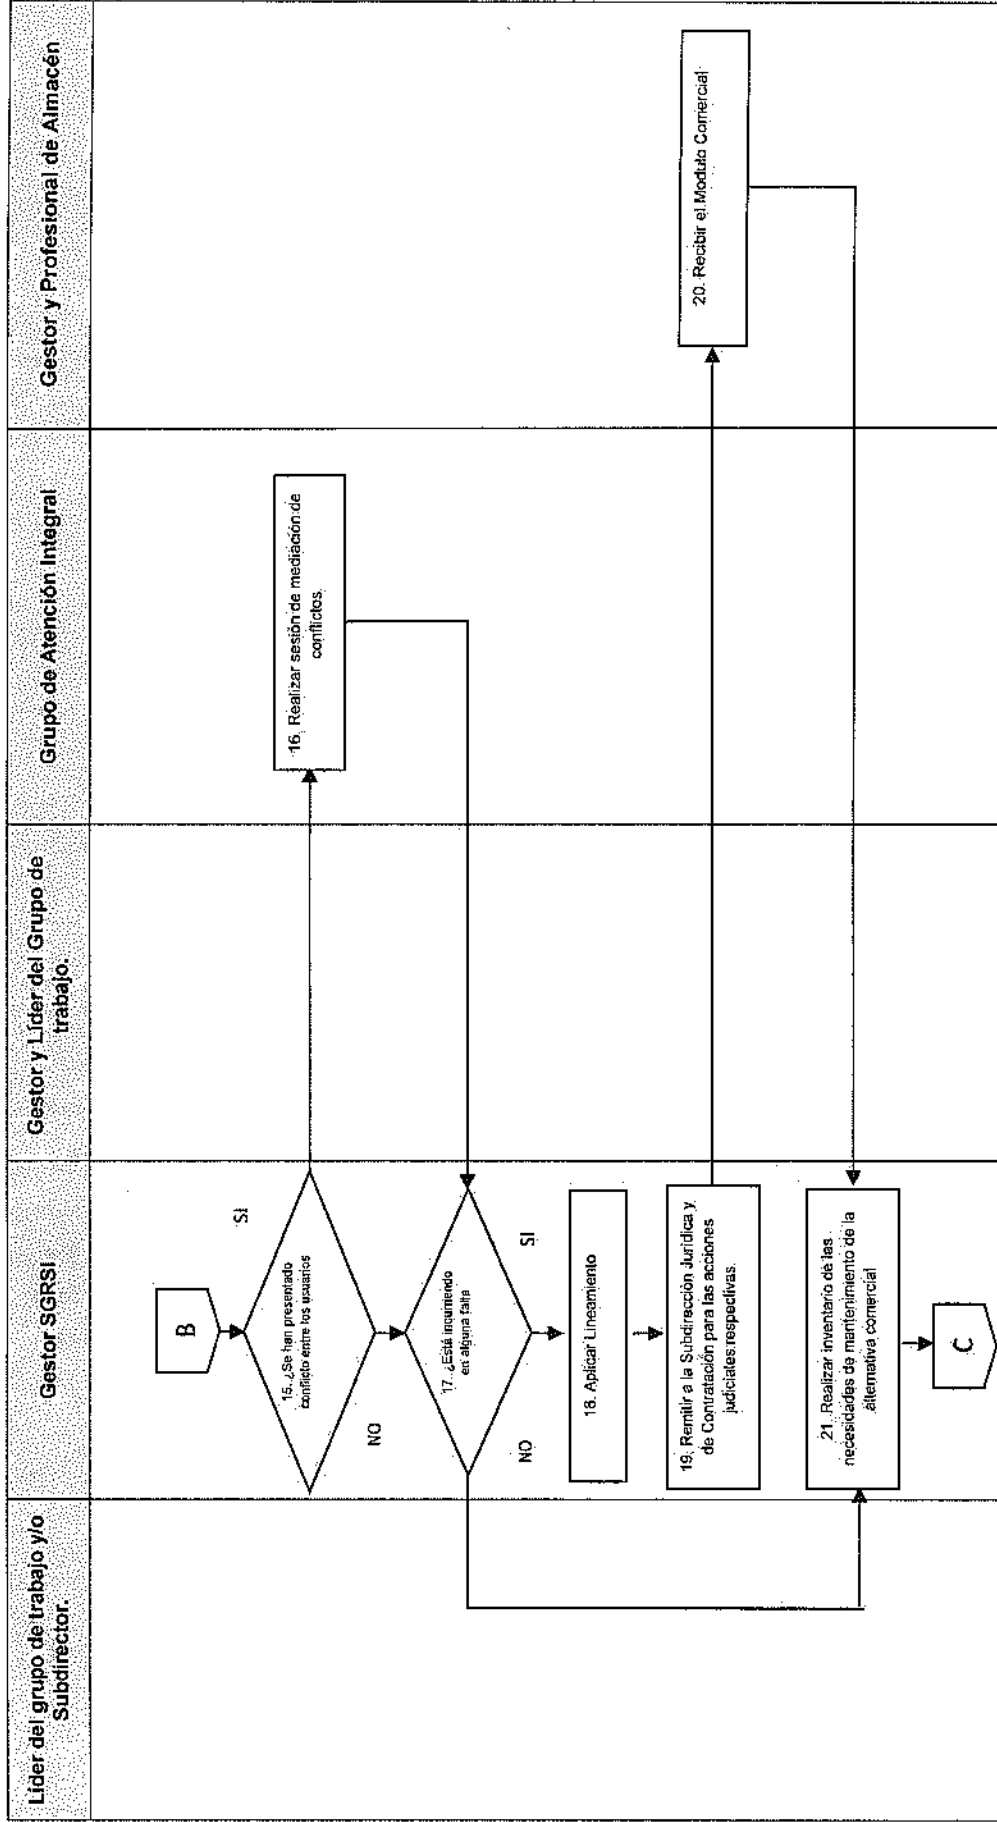 Líder del grupo de trabajo y/o
Subdirector.
Gestor SGRSI
Gestor y Líder del Grupo de
trabajo.
Grupo de Atención Integral
Gestor y Profesional de Almacén
B
15. ¿Se han presentado
conflicto entre los usuarios
SI
NO
16. Realizar sesión de mediación de
conflictos.
17. ¿Está incurriendo
en alguna falta
SI
NO
18. Aplicar Lineamiento
19. Remitir a la Subdirección Jurídica y
de Contratación para las acciones
judiciales respectivas.
20. Recibir el Modulo Comercial
21. Realizar inventario de las
necesidades de mantenimiento de la
alternativa comercial
C